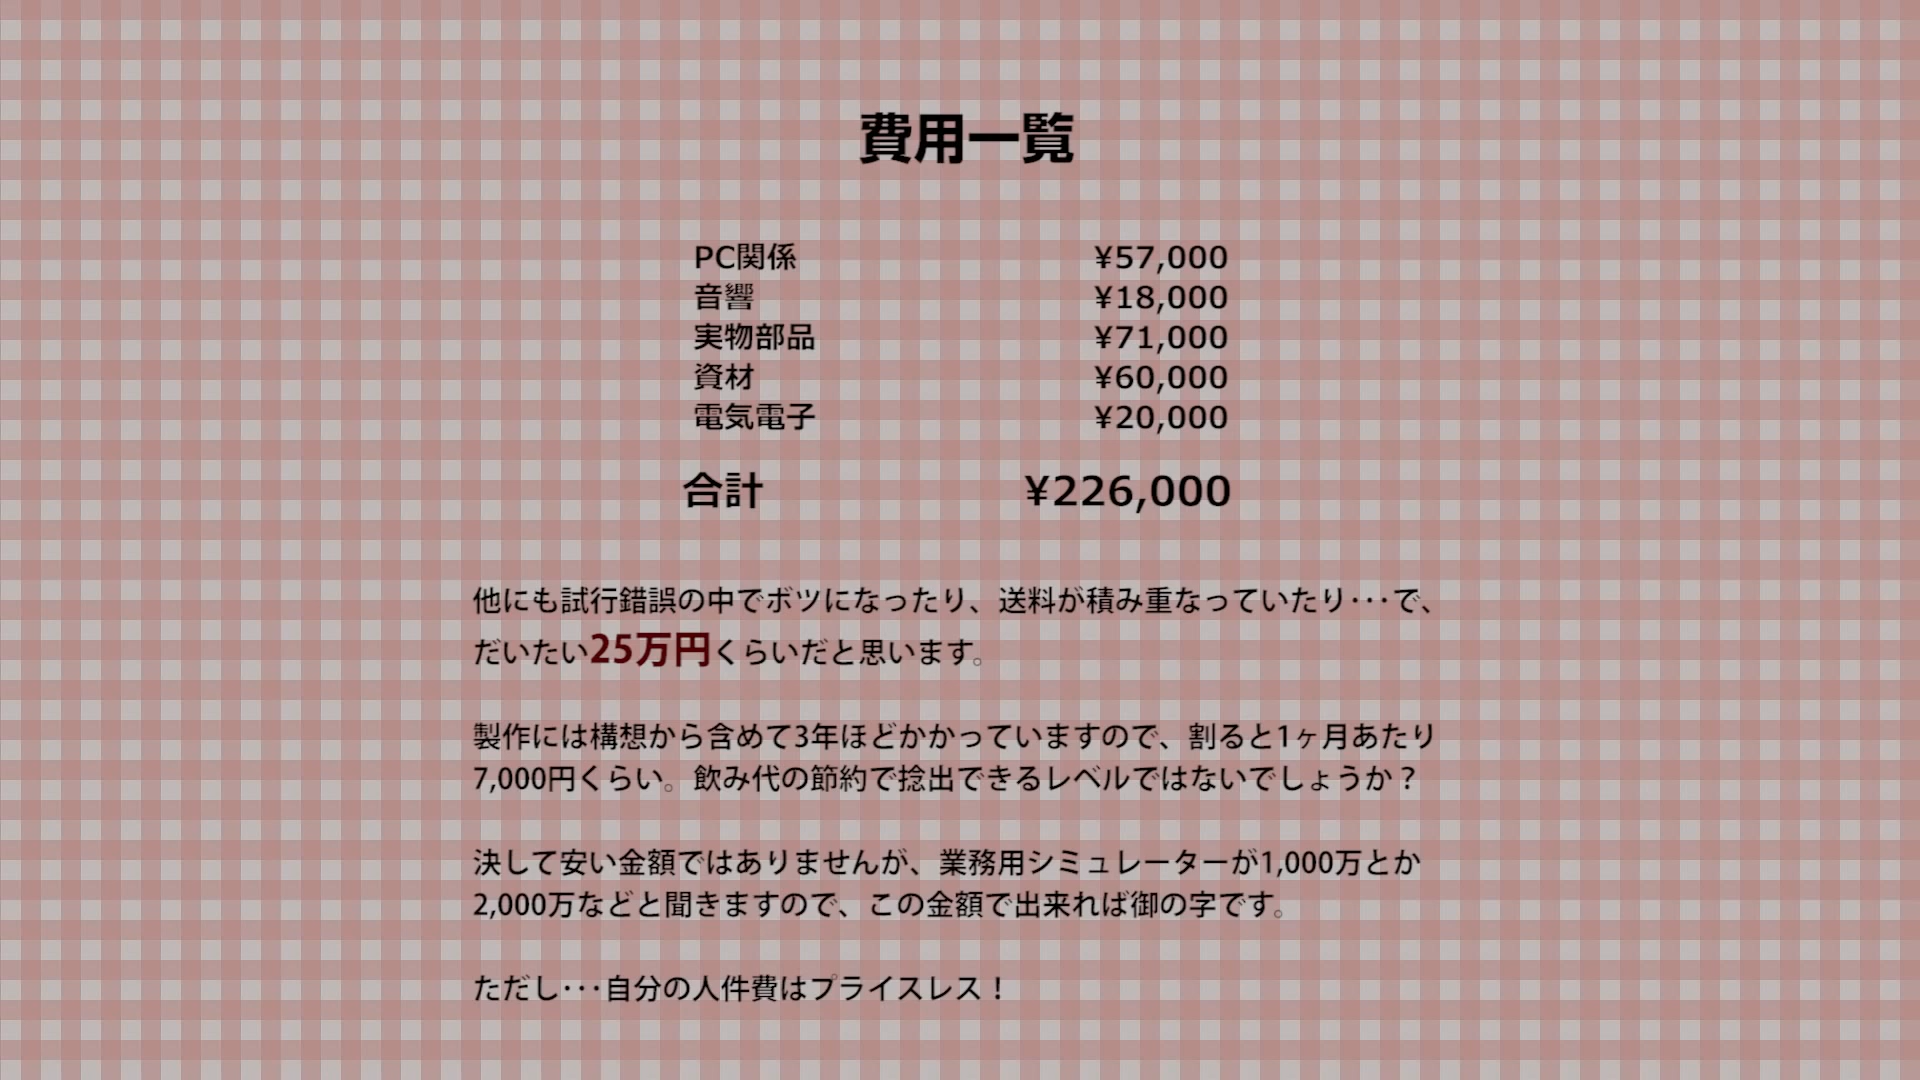 費用一覧
PC関係 ¥57,000
音響 ¥18,000
実物部品 ¥71,000
資材 ¥60,000
電気電子 ¥20,000
合計 ¥226,000
他にも試行錯誤の中でボツになったり、送料が積み重なっていたり･･･で、
だいたい25万円くらいだと思います。
製作には構想から含めて3年ほどかかっていますので、割ると1ヶ月あたり
7,000円くらい。飲み代の節約で捻出できるレベルではないでしょうか？
決して安い金額ではありませんが、業務用シミュレーターが1,000万とか
2,000万などと聞きますので、この金額で出来れば御の字です。
ただし･･･自分の人件費はプライスレス！